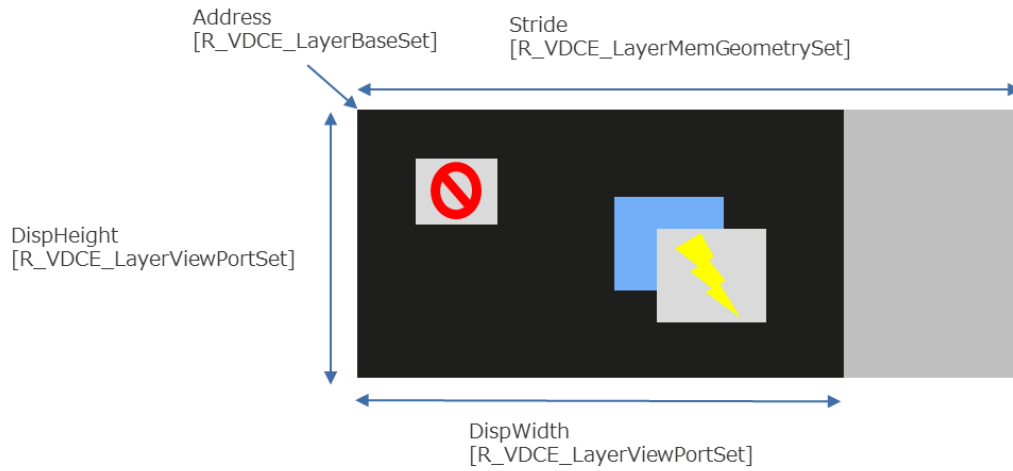 Address
[R_VDCE_LayerBaseSet]
Stride
[R_VDCE_LayerMemGeometrySet]
DispHeight
[R_VDCE_LayerViewPortSet]
DispWidth
[R_VDCE_LayerViewPortSet]